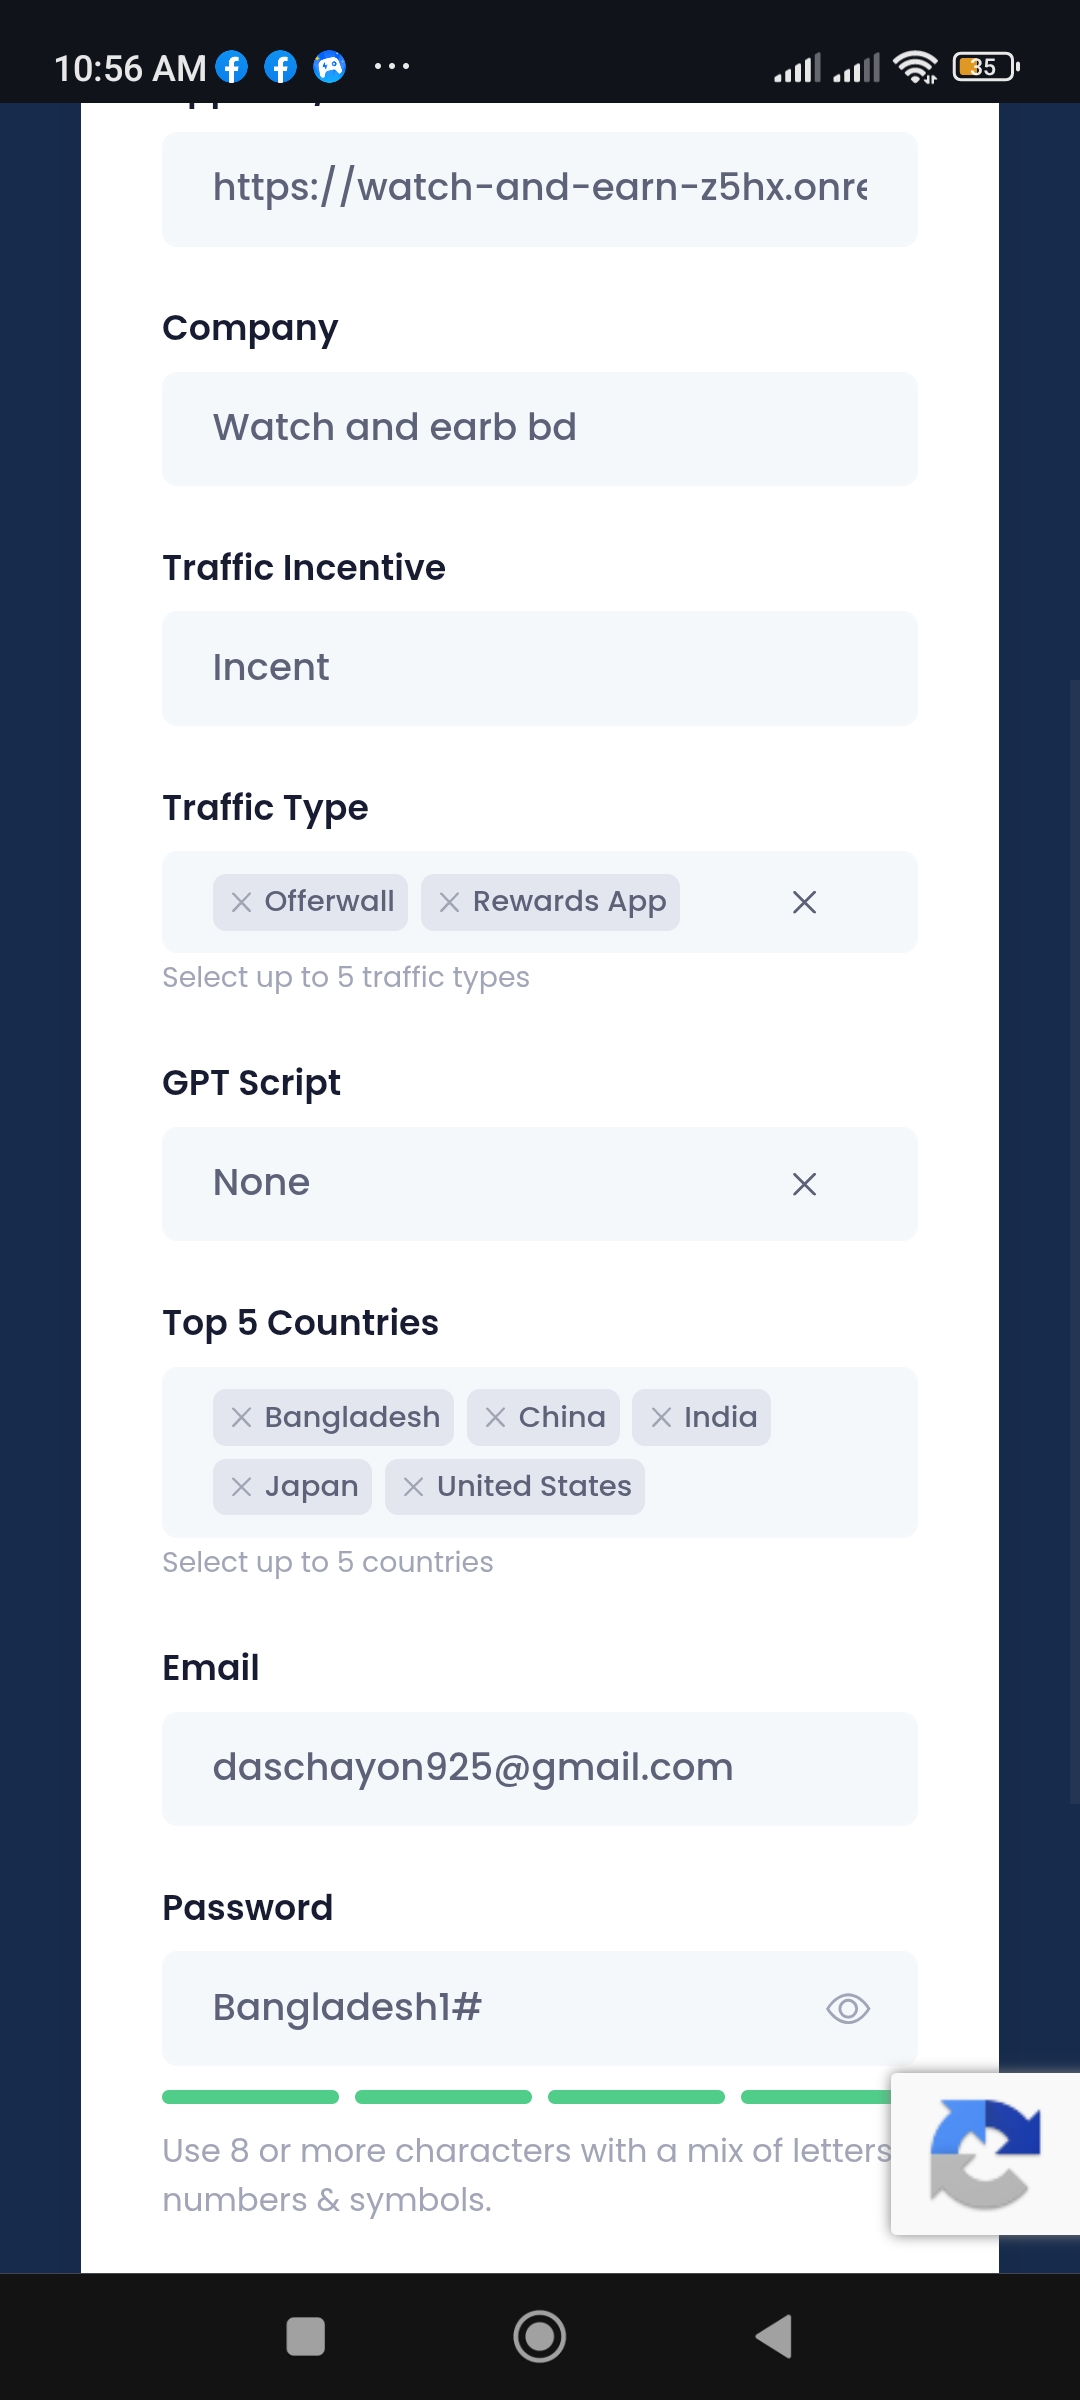 10:56 AM
35
https://watch-and-earn-z5hx.onre
Company
Watch and earb bd
Traffic Incentive
Incent
Traffic Type
Offerwall
Rewards App
Select up to 5 traffic types
GPT Script
None
Top 5 Countries
Bangladesh
China
India
Japan
United States
Select up to 5 countries
Email
daschayon925@gmail.com
Password
Bangladesh1#
Use 8 or more characters with a mix of letters
numbers & symbols.